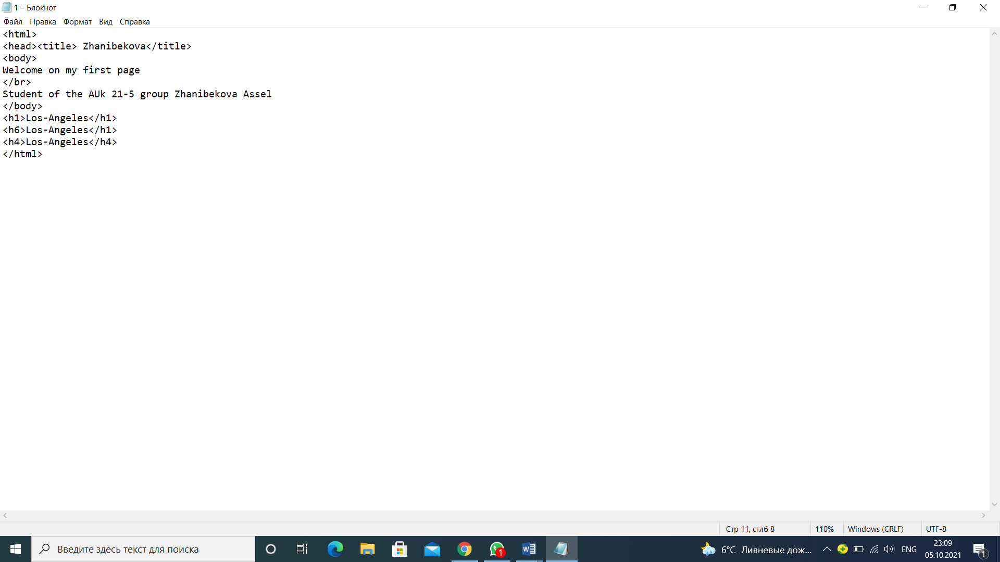 1 – Блокнот
Файл Правка Формат Вид Справка
<html>
<head><title> Zhanibekova</title>
<body>
Welcome on my first page
</br>
Student of the AUk 21-5 group Zhanibekova Assel
</body>
<h1>Los-Angeles</h1>
<h6>Los-Angeles</h1>
<h4>Los-Angeles</h4>
</html>
Стр 11, стлб 8 110% Windows (CRLF) UTF-8
Введите здесь текст для поиска 1 6°C Ливневые дож... ENG 23:09
05.10.2021 1